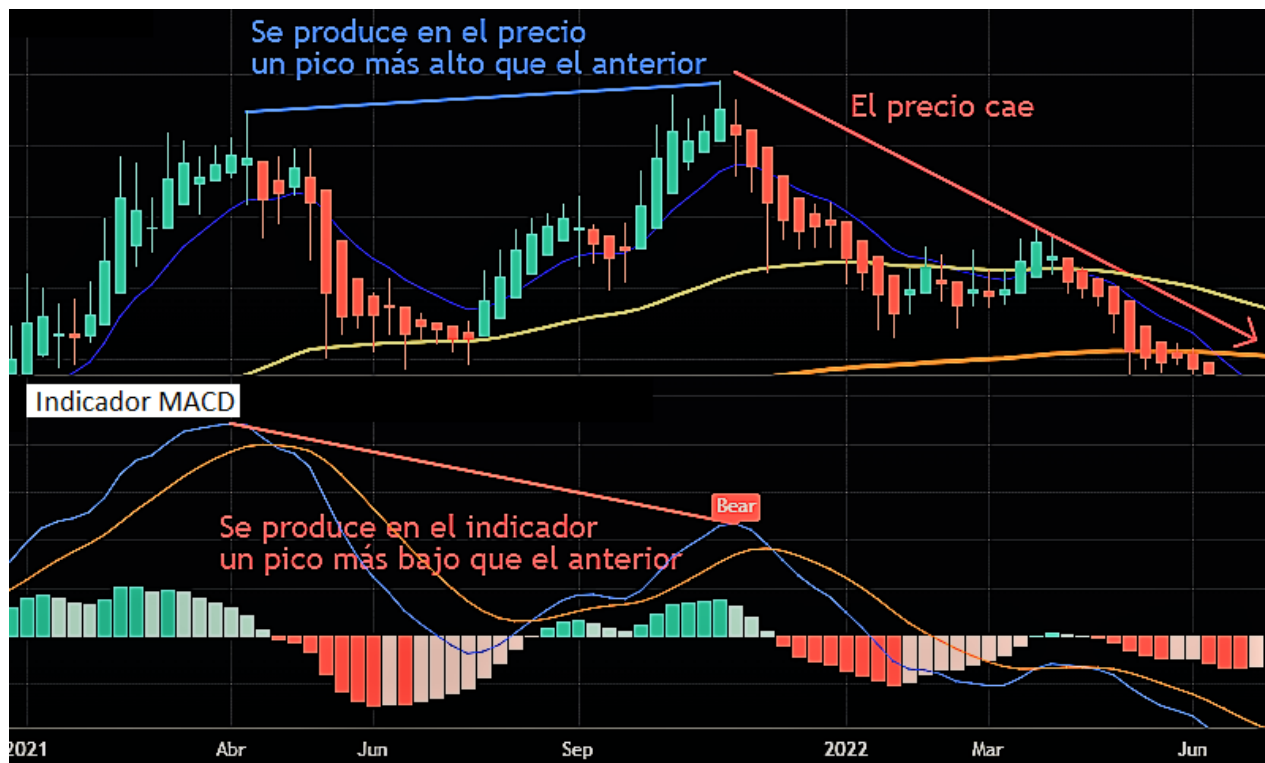 Se produce en el precio
un pico más alto que el anterior
El precio cae
Indicador MACD
Bear
Se produce en el indicador
un pico más bajo que el anterior
2021 Abr Jun Sep 2022 Mar Jun